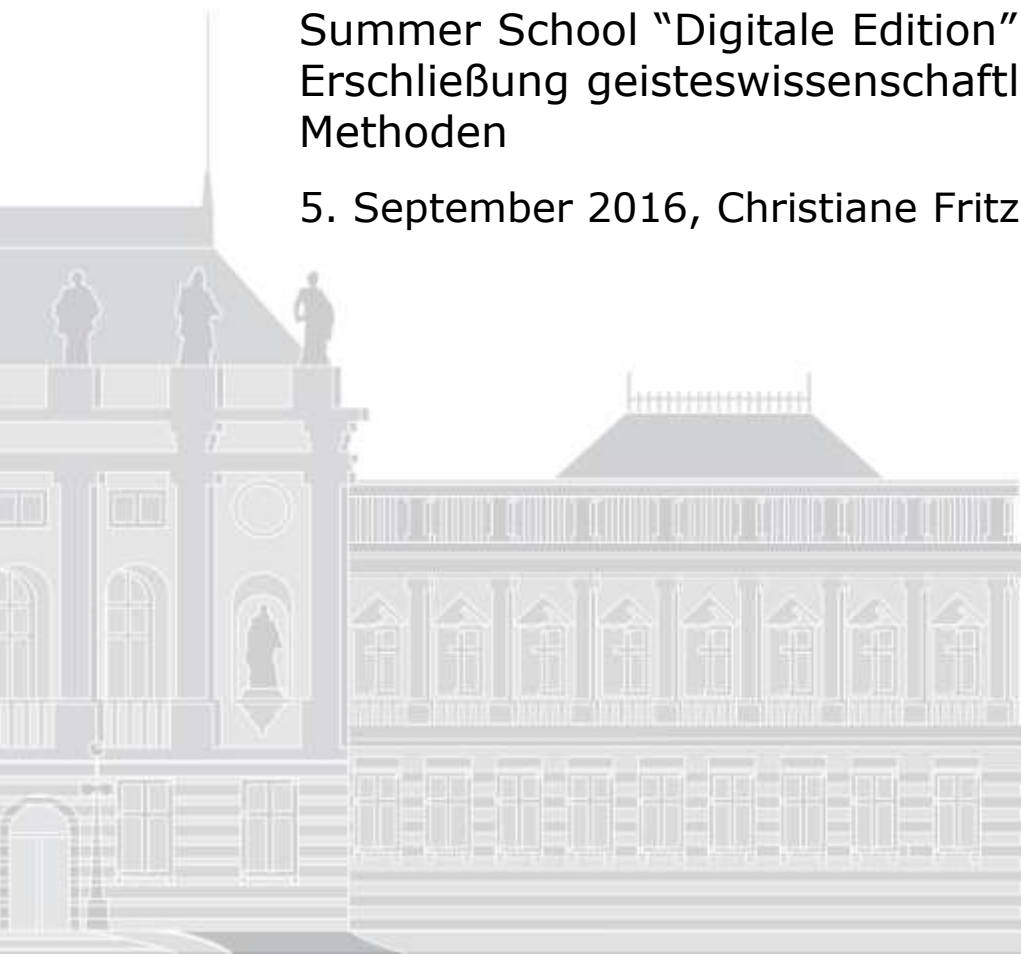 Summer School “Digitale Edition”
Erschließung geisteswissenschaftl
Methoden
5. September 2016, Christiane Fritz